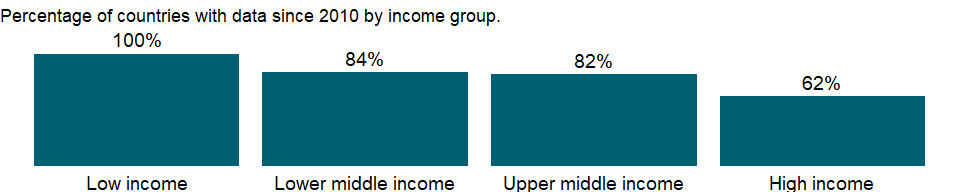 Percentage of countries with data since 2010 by income group.
100%
84%
82%
62%
Low income
Lower middle income
Upper middle income
High income